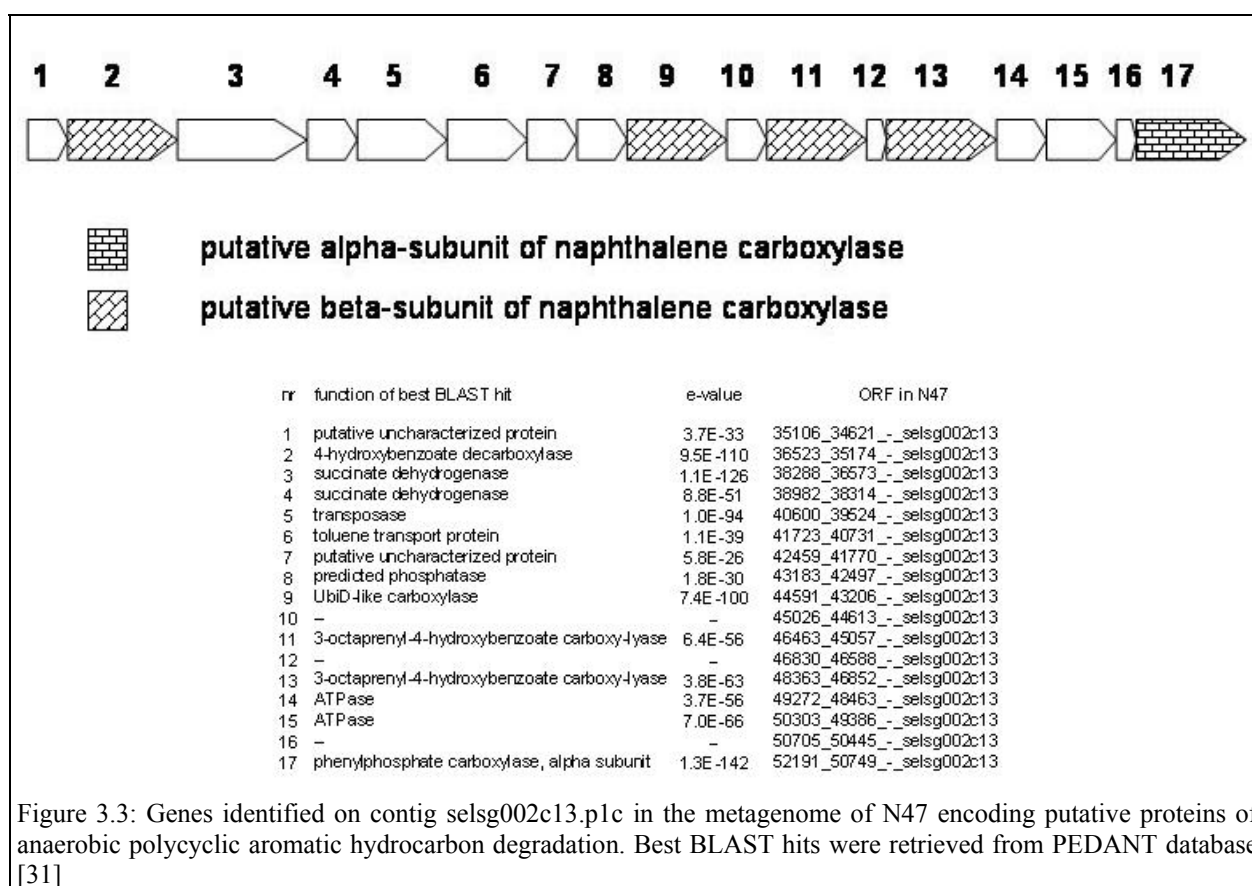 1 2 3 4 5 6 7 8 9 10 11 12 13 14 15 16 17
putative alpha-subunit of naphthalene carboxylase
putative beta-subunit of naphthalene carboxylase
nr function of best BLAST hit e-value ORF in N47
1 putative uncharacterized protein 3.7E-33 35106_34621_-_selsg002c13
2 4-hydroxybenzoate decarboxylase 9.5E-110 36523_35174_-_selsg002c13
3 succinate dehydrogenase 1.1E-126 38288_36573_-_selsg002c13
4 succinate dehydrogenase 8.8E-51 38982_38314_-_selsg002c13
5 transposase 1.0E-94 40600_39524_-_selsg002c13
6 toluene transport protein 1.1E-39 41723_40731_-_selsg002c13
7 putative uncharacterized protein 5.8E-26 42459_41770_-_selsg002c13
8 predicted phosphatase 1.8E-30 43183_42497_-_selsg002c13
9 UbiD-like carboxylase 7.4E-100 44591_43206_-_selsg002c13
10 – – 45026_44613_-_selsg002c13
11 3-octaprenyl-4-hydroxybenzoate carboxy-lyase 6.4E-56 46463_45057_-_selsg002c13
12 – – 46830_46588_-_selsg002c13
13 3-octaprenyl-4-hydroxybenzoate carboxy-lyase 3.8E-63 48363_46852_-_selsg002c13
14 ATPase 3.7E-56 49272_48463_-_selsg002c13
15 ATPase 7.0E-66 50303_49386_-_selsg002c13
16 – – 50705_50445_-_selsg002c13
17 phenylphosphate carboxylase, alpha subunit 1.3E-142 52191_50749_-_selsg002c13
Figure 3.3: Genes identified on contig selsg002c13.p1c in the metagenome of N47 encoding putative proteins of
anaerobic polycyclic aromatic hydrocarbon degradation. Best BLAST hits were retrieved from PEDANT database
[31]